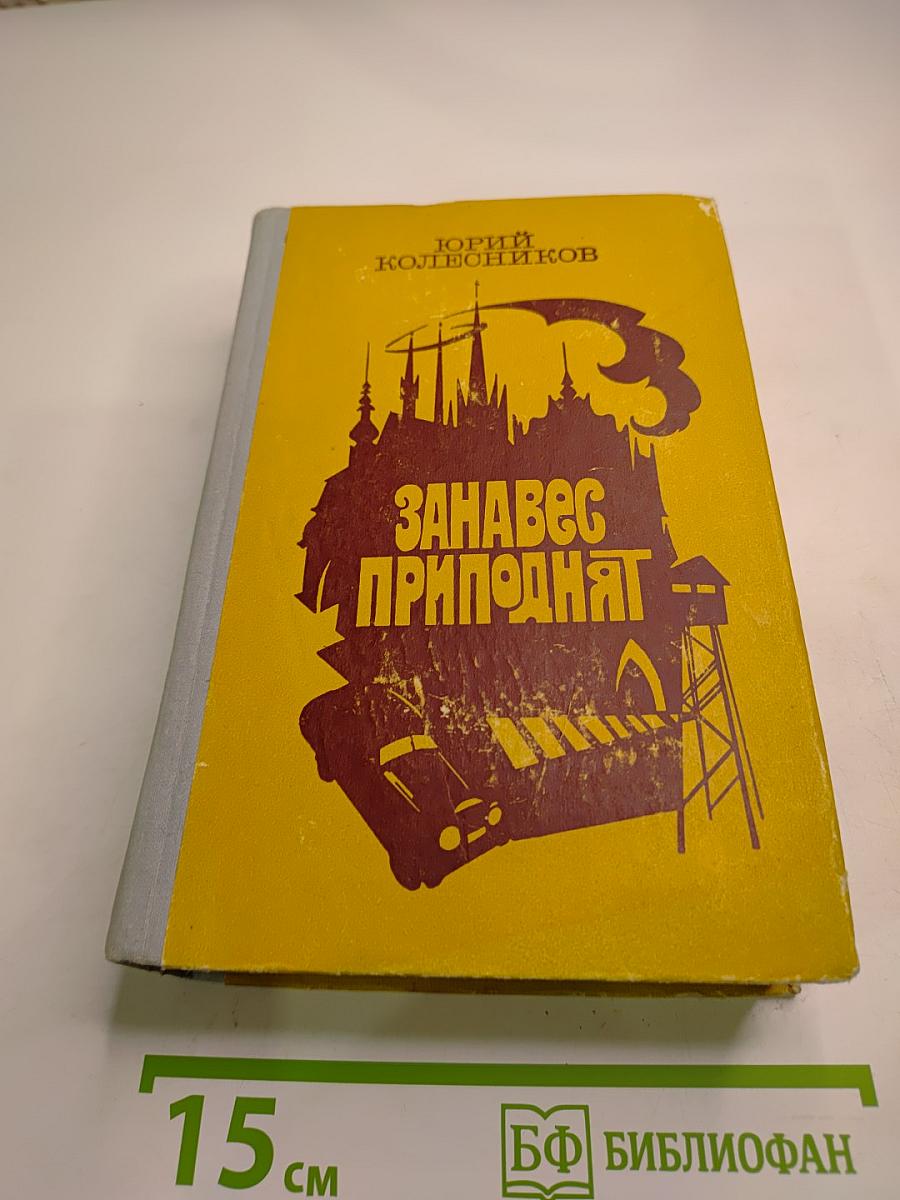 ЮРИЙ
КОЛЕСНИКОВ
ЗАНАВЕС
ПРИПОДНЯТ
15 см
БФ БИБЛИОФАН